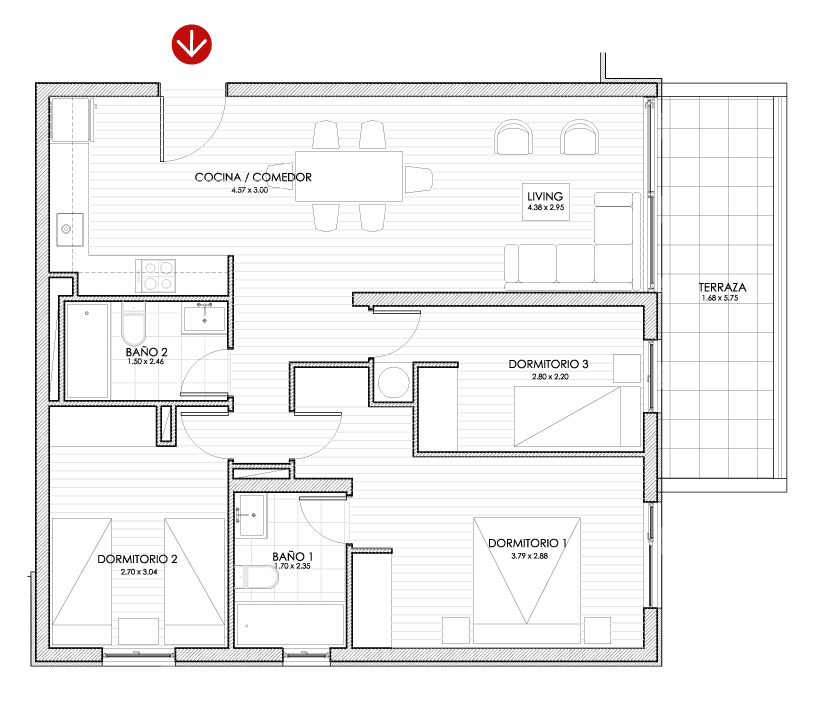 COCINA / COMEDOR
4.57 x 3.00
LIVING
4.38 x 2.95
TERRAZA
1.68 x 5.75
BAÑO 2
1.50 x 2.46
DORMITORIO 3
2.80 x 2.20
DORMITORIO 2
2.70 x 3.04
BAÑO 1
1.70 x 2.35
DORMITORIO 1
3.79 x 2.88